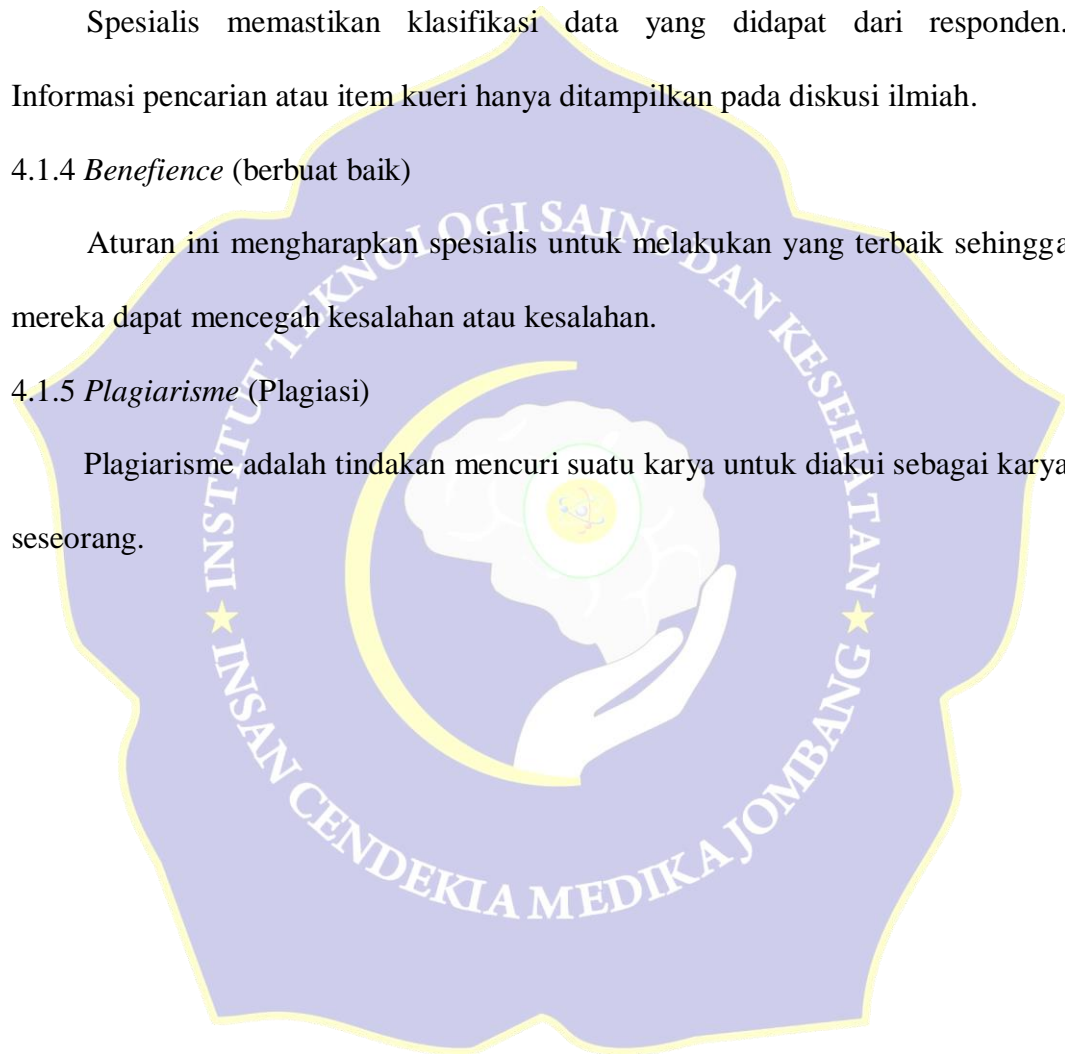 Spesialis memastikan klasifikasi data yang didapat dari responden.
Informasi pencarian atau item kueri hanya ditampilkan pada diskusi ilmiah.
4.1.4 Benefience (berbuat baik)
Aturan ini mengharapkan spesialis untuk melakukan yang terbaik sehingga
mereka dapat mencegah kesalahan atau kesalahan.
4.1.5 Plagiarisme (Plagiasi)
Plagiarisme adalah tindakan mencuri suatu karya untuk diakui sebagai karya
seseorang.
INSTITUT TEKNOLOGI SAINS DAN KESEHATAN
INSAN CENDEKIA MEDIKA JOMBANG